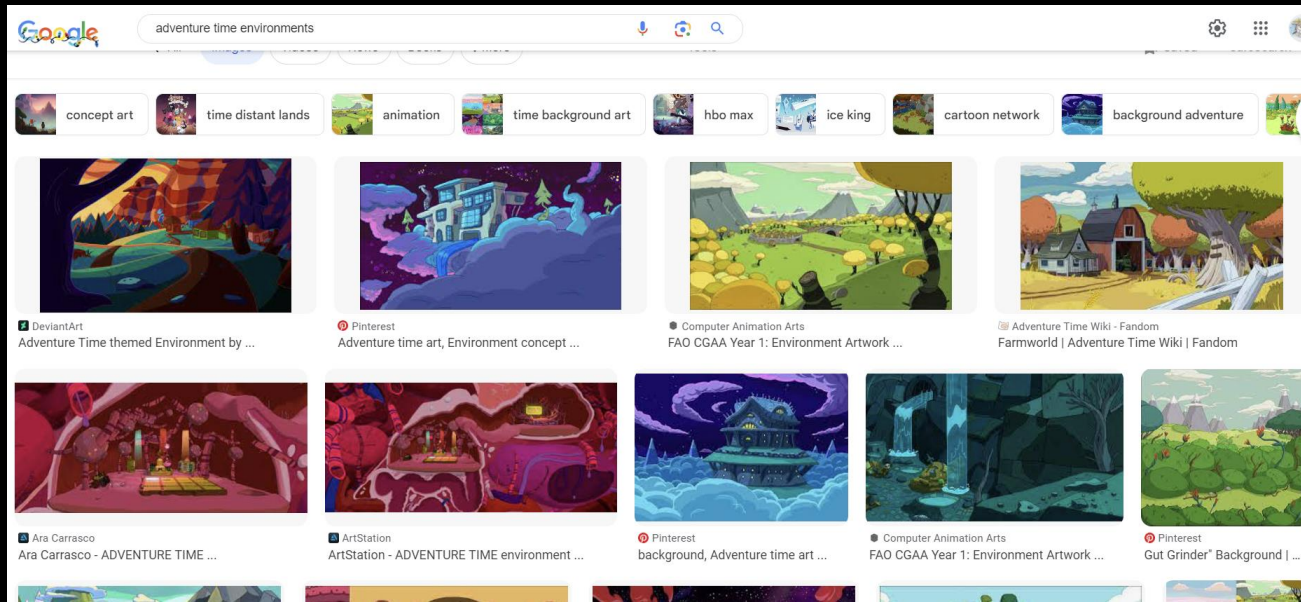 Google
adventure time environments
concept art
time distant lands
animation
time background art
hbo max
ice king
cartoon network
background adventure
DeviantArt
Adventure Time themed Environment by ...
Pinterest
Adventure time art, Environment concept ...
Computer Animation Arts
FAO CGAA Year 1: Environment Artwork ...
Adventure Time Wiki - Fandom
Farmworld | Adventure Time Wiki | Fandom
Ara Carrasco
Ara Carrasco - ADVENTURE TIME ...
ArtStation
ArtStation - ADVENTURE TIME environment ...
Pinterest
background, Adventure time art ...
Computer Animation Arts
FAO CGAA Year 1: Environment Artwork ...
Pinterest
Gut Grinder" Background | ...